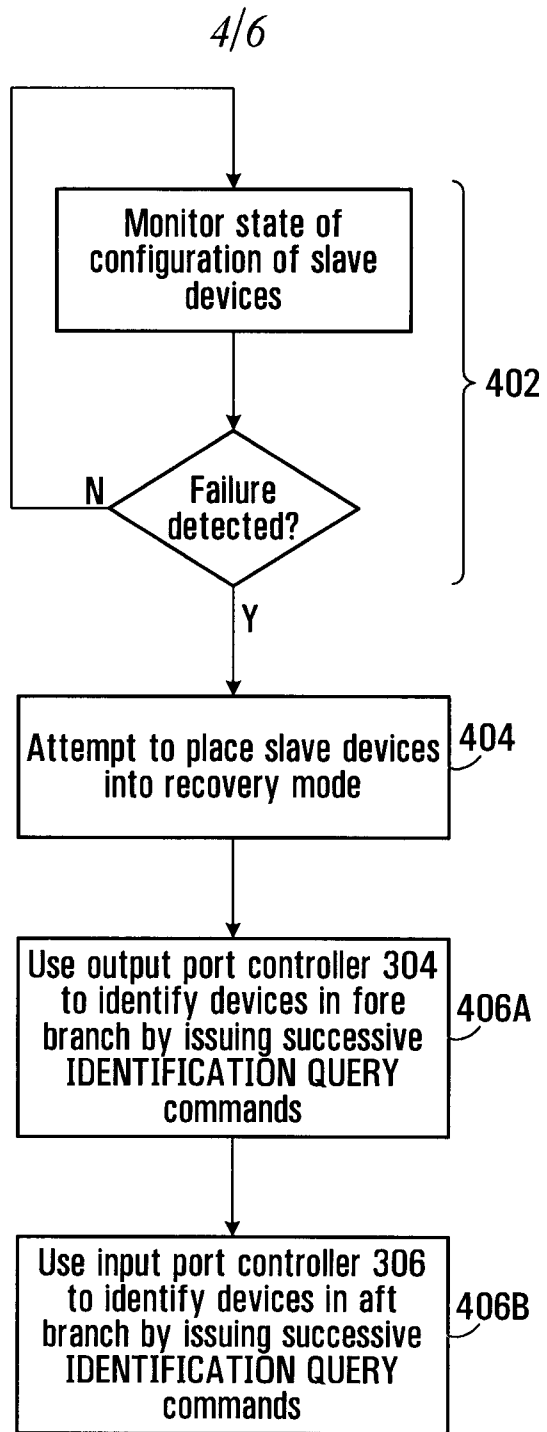 4/6
Monitor state of
configuration of slave
devices
402
Failure
detected?
N
Y
Attempt to place slave devices
into recovery mode
404
Use output port controller 304
to identify devices in fore
branch by issuing successive
IDENTIFICATION QUERY
commands
406A
Use input port controller 306
to identify devices in aft
branch by issuing successive
IDENTIFICATION QUERY
commands
406B